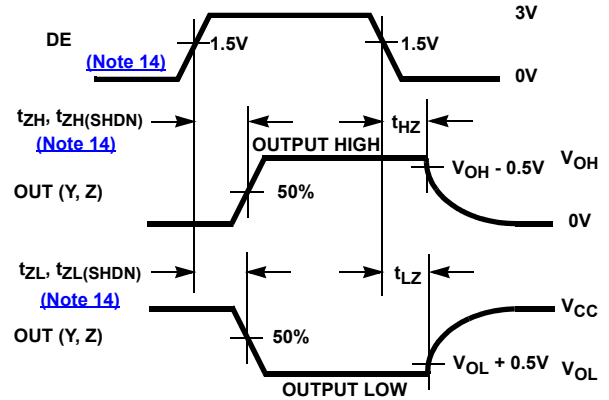 3V
DE
(Note 14)
1.5V
1.5V
0V
tZH, tZH(SHDN)
(Note 14)
tHZ
OUTPUT HIGH
VOH - 0.5V
VOH
OUT (Y, Z)
50%
0V
tZL, tZL(SHDN)
(Note 14)
tLZ
VCC
OUT (Y, Z)
50%
VOL + 0.5V
VOL
OUTPUT LOW